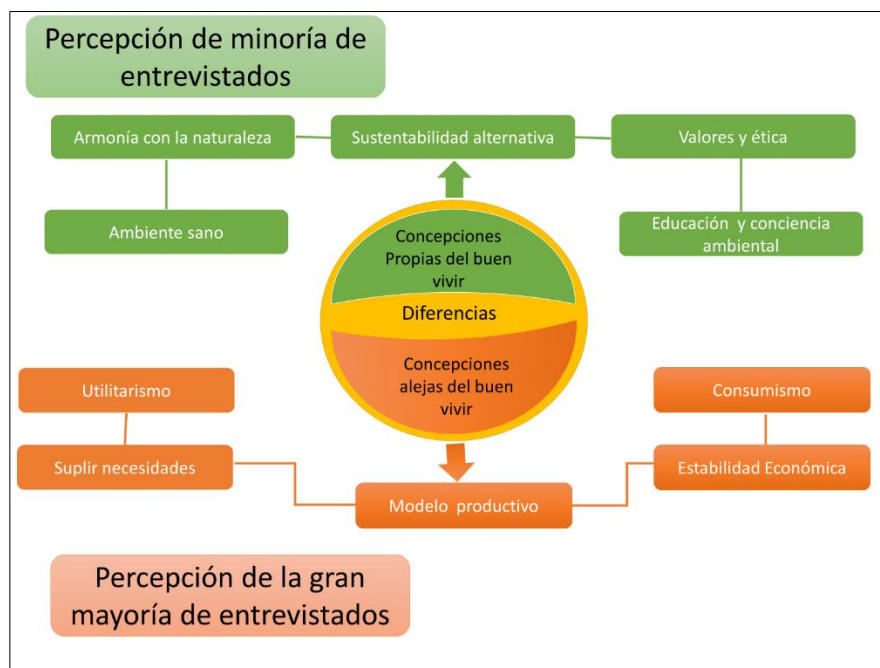 Percepción de minoría de
entrevistados
Armonía con la naturaleza
Sustentabilidad alternativa
Valores y ética
Ambiente sano
Educación y conciencia
ambiental
Concepciones
Propias del buen
vivir
Diferencias
Concepciones
alejas del buen
vivir
Utilitarismo
Consumismo
Suplir necesidades
Estabilidad Económica
Modelo productivo
Percepción de la gran
mayoría de entrevistados